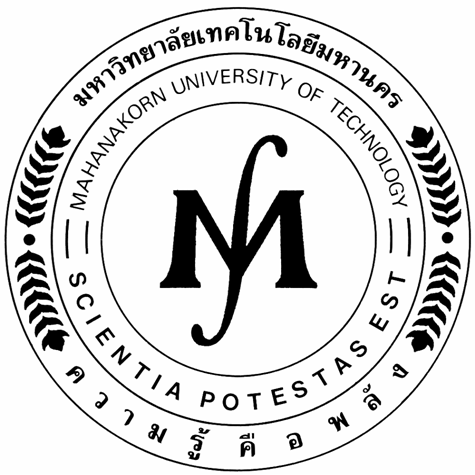 มหาวิทยาลัยเทคโนโลยีมหานคร
MAHANAKORN UNIVERSITY OF TECHNOLOGY
M
SCIENTIA POTESTAS EST
ความรู้คือพลัง